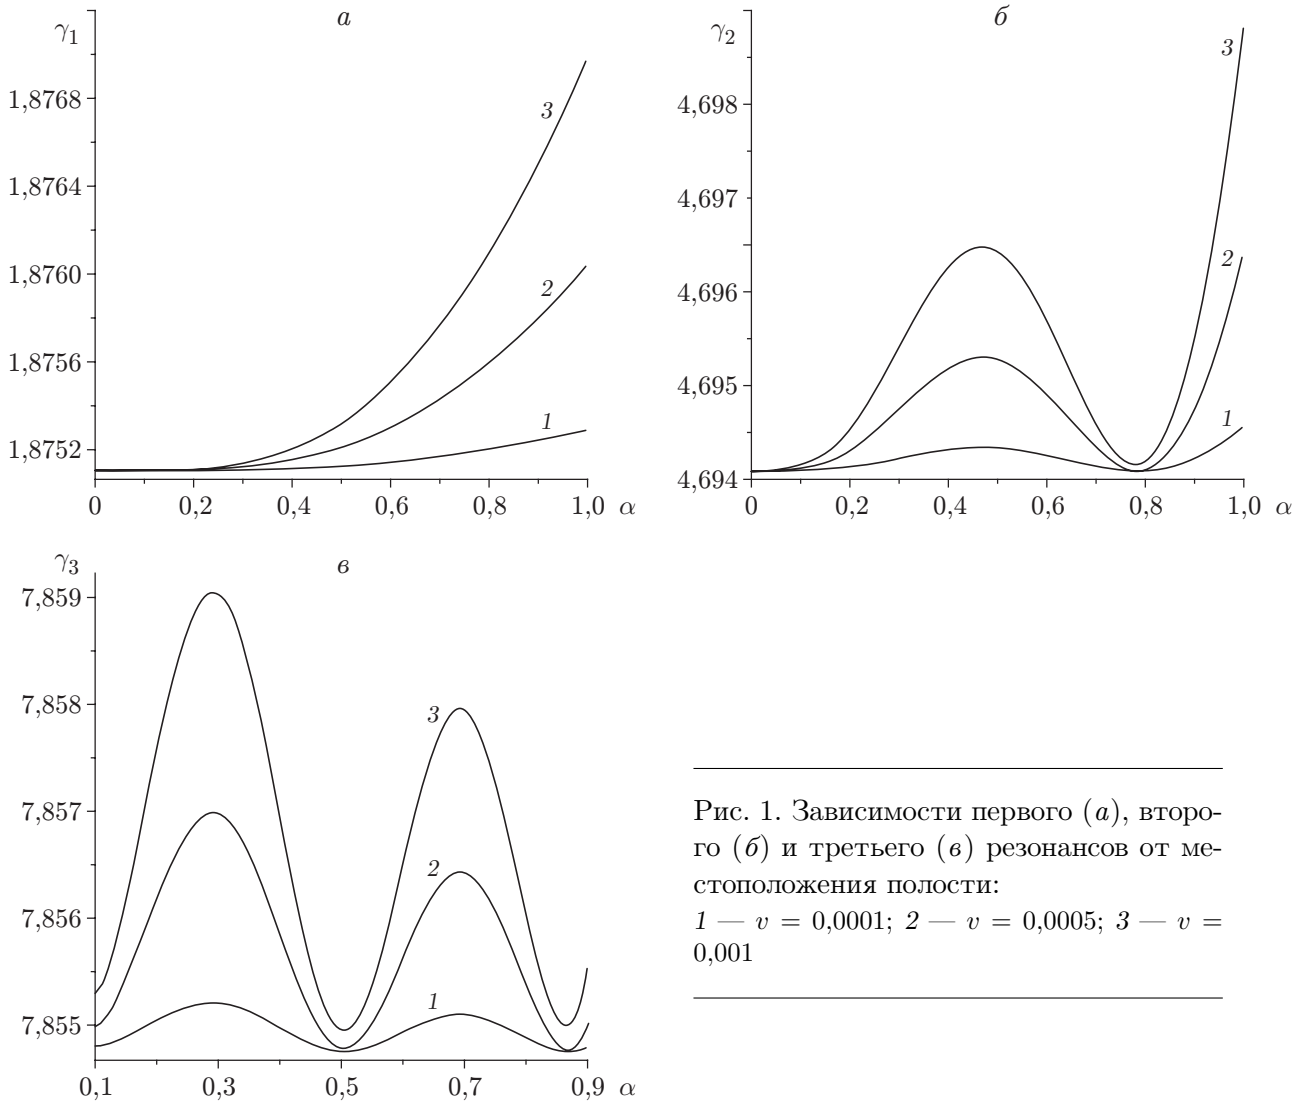 γ1
а
1,8768
1,8764
1,8760
1,8756
1,8752
3
2
1
0 0,2 0,4 0,6 0,8 1,0 α
γ2
б
4,698
4,697
4,696
4,695
4,694
3
2
1
0 0,2 0,4 0,6 0,8 1,0 α
γ3
в
7,859
7,858
7,857
7,856
7,855
3
2
1
0,1 0,3 0,5 0,7 0,9 α
Рис. 1. Зависимости первого (а), второ-
го (б) и третьего (в) резонансов от ме-
стоположения полости:
1 — v = 0,0001; 2 — v = 0,0005; 3 — v =
0,001